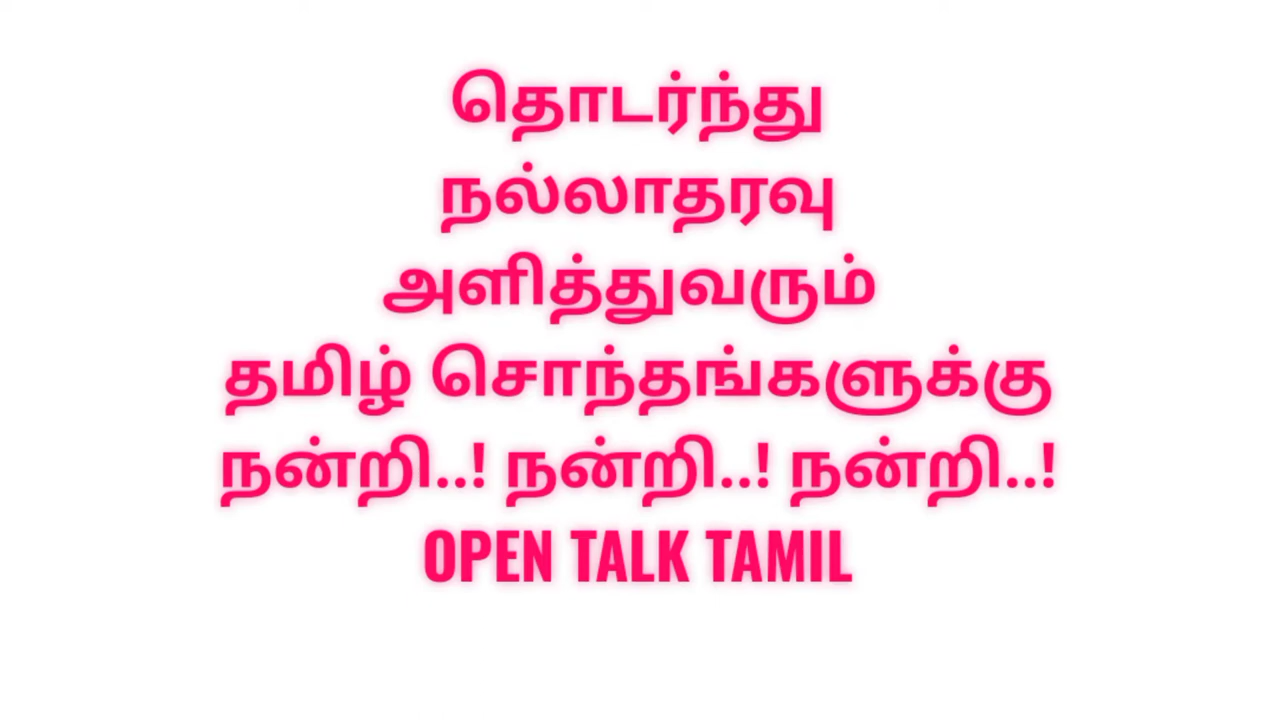 தொடர்ந்து
நல்லாதரவு
அளித்துவரும்
தமிழ் சொந்தங்களுக்கு
நன்றி..! நன்றி..! நன்றி..!
OPEN TALK TAMIL